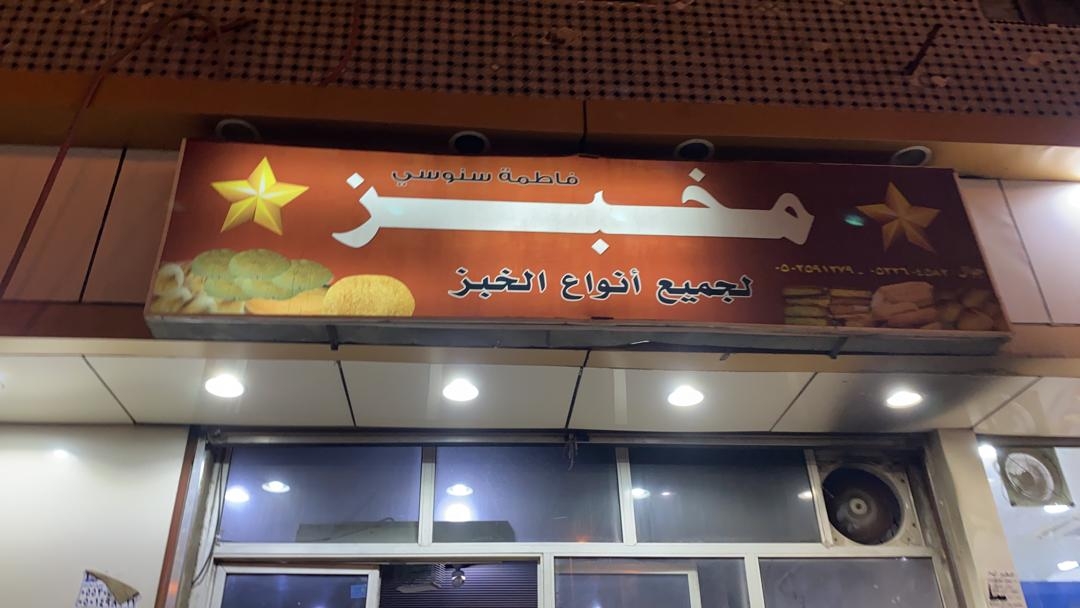 فاطمة سنوسي
مخبز
لجميع أنواع الخبز